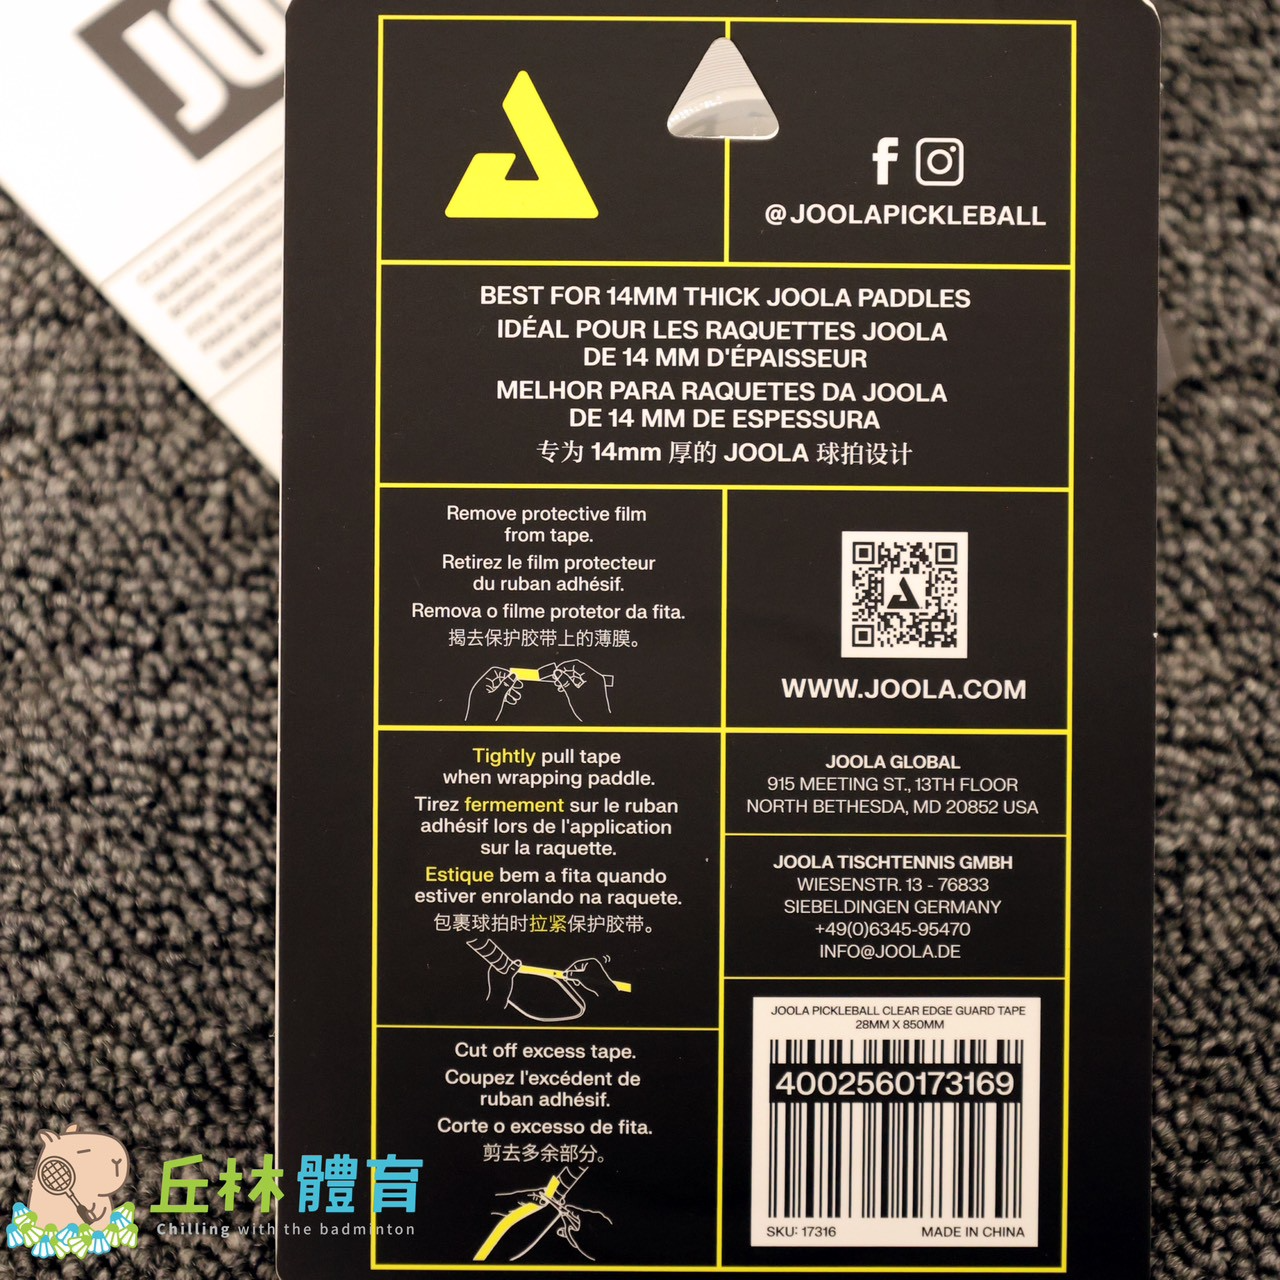 JO
@JOOLAPICKLEBALL
BEST FOR 14MM THICK JOOLA PADDLES
IDÉAL POUR LES RAQUETTES JOOLA
DE 14 MM D'ÉPAISSEUR
MELHOR PARA RAQUETES DA JOOLA
DE 14 MM DE ESPESSURA
专为 14mm 厚的 JOOLA 球拍设计
Remove protective film
from tape.
Retirez le film protecteur
du ruban adhésif.
Remova o filme protetor da fita.
揭去保护胶带上的薄膜。
WWW.JOOLA.COM
Tightly pull tape
when wrapping paddle.
Tirez fermement sur le ruban
adhésif lors de l'application
sur la raquette.
Estique bem a fita quando
estiver enrolando na raquete.
包裹球拍时拉紧保护胶带。
JOOLA GLOBAL
915 MEETING ST., 13TH FLOOR
NORTH BETHESDA, MD 20852 USA
JOOLA TISCHTENNIS GMBH
WIESENSTR. 13 - 76833
SIEBELDINGEN GERMANY
+49(0)6345-95470
INFO@JOOLA.DE
Cut off excess tape.
Coupez l'excédent de
ruban adhésif.
Corte o excesso de fita.
剪去多余部分。
JOOLA PICKLEBALL CLEAR EDGE GUARD TAPE
28MM X 850MM
4002560173169
SKU: 17316 MADE IN CHINA
丘林體育
Chilling with the badminton